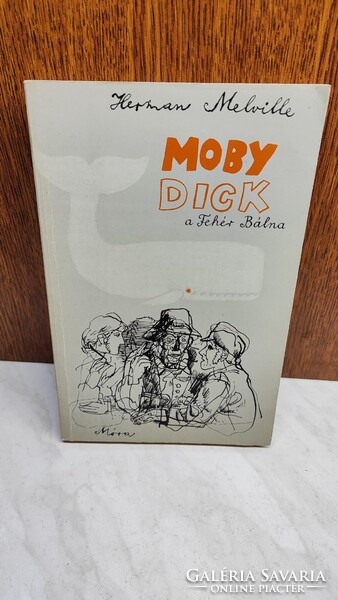 Herman Melville
MOBY
DICK
a Fehér Bálna
Móra
GALÉRIA SAVARIA
ONLINE PIACTÉR